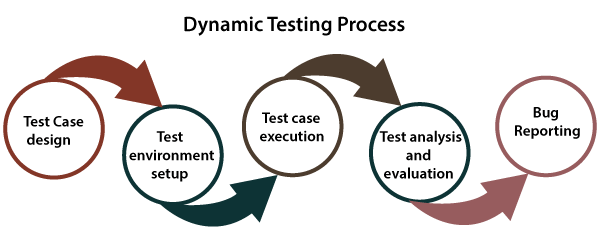 Dynamic Testing Process
Test Case
design
Test
environment
setup
Test case
execution
Test analysis
and
evaluation
Bug
Reporting